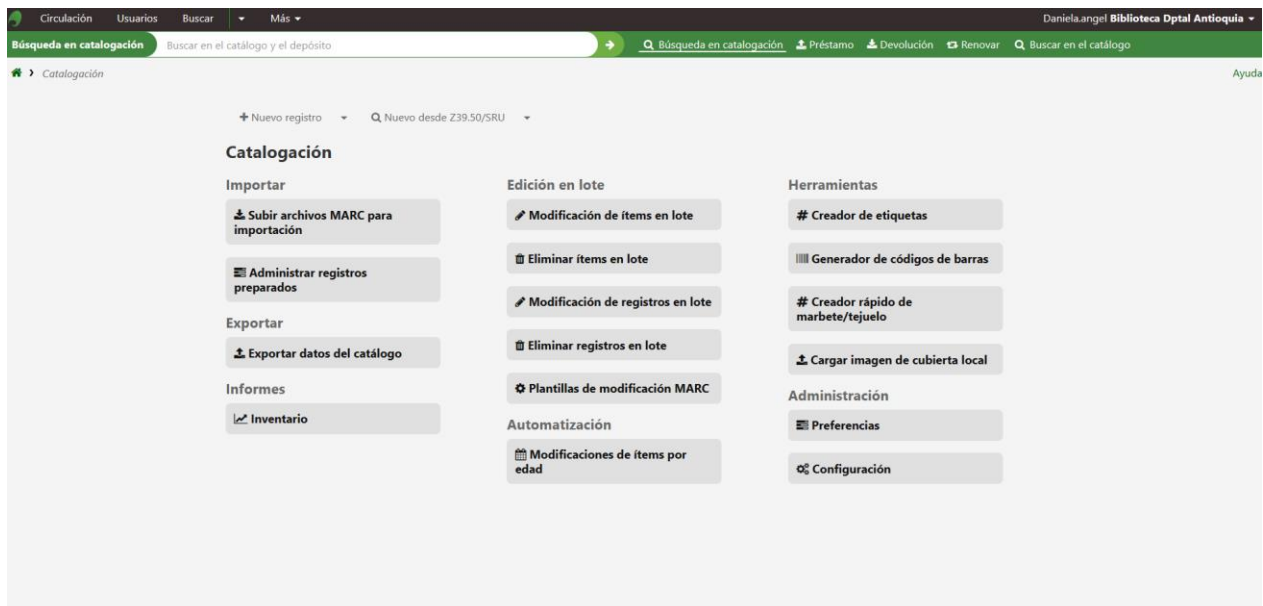 Circulación Usuarios Buscar Más Daniela.angel Biblioteca Dptal Antioquia
Búsqueda en catalogación Buscar en el catálogo y el depósito Búsqueda en catalogación Préstamo Devolución Renovar Buscar en el catálogo
Catalogación Ayuda
Nuevo registro Nuevo desde Z39.50/SRU
Catalogación
Importar
Subir archivos MARC para
importación
Administrar registros
preparados
Exportar
Exportar datos del catálogo
Informes
Inventario
Edición en lote
Modificación de ítems en lote
Eliminar ítems en lote
Modificación de registros en lote
Eliminar registros en lote
Plantillas de modificación MARC
Automatización
Modificaciones de ítems por
edad
Herramientas
Creador de etiquetas
Generador de códigos de barras
Creador rápido de
marbete/tejuelo
Cargar imagen de cubierta local
Administración
Preferencias
Configuración